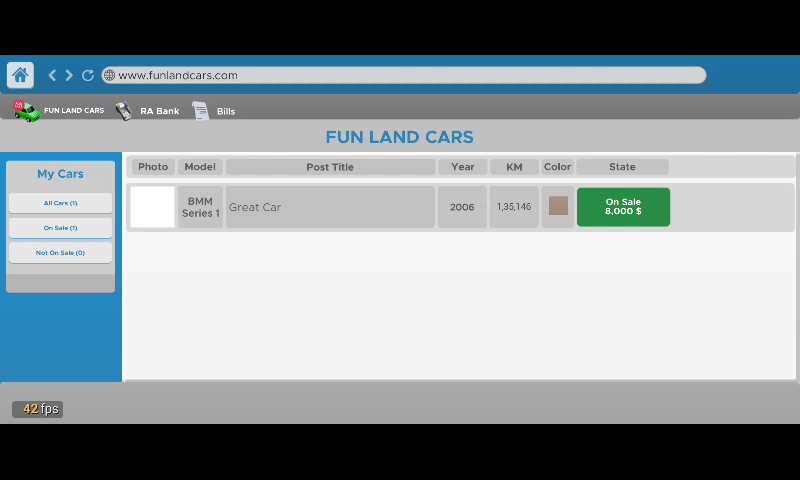 www.funlandcars.com
FUN LAND CARS
RA Bank
Bills
FUN LAND CARS
My Cars
All Cars (1)
On Sale (1)
Not On Sale (0)
Photo
Model
Post Title
Year
KM
Color
State
BMM
Series 1
Great Car
2006
1,35,146
On Sale
8,000 $
42 fps